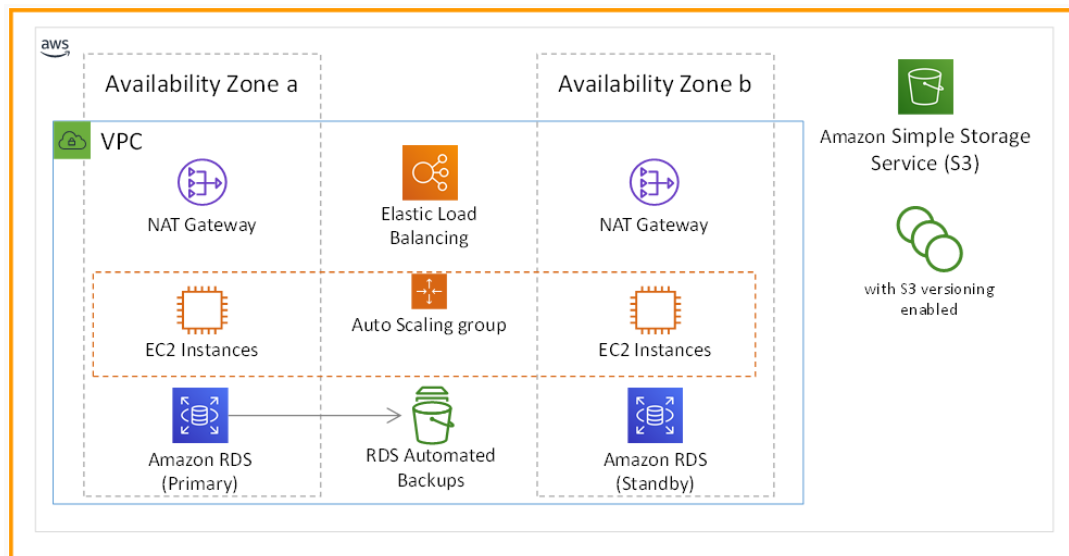 aws
Availability Zone a
Availability Zone b
VPC
Amazon Simple Storage
Service (S3)
NAT Gateway
Elastic Load
Balancing
NAT Gateway
with S3 versioning
enabled
Auto Scaling group
EC2 Instances
EC2 Instances
Amazon RDS
(Primary)
RDS Automated
Backups
Amazon RDS
(Standby)